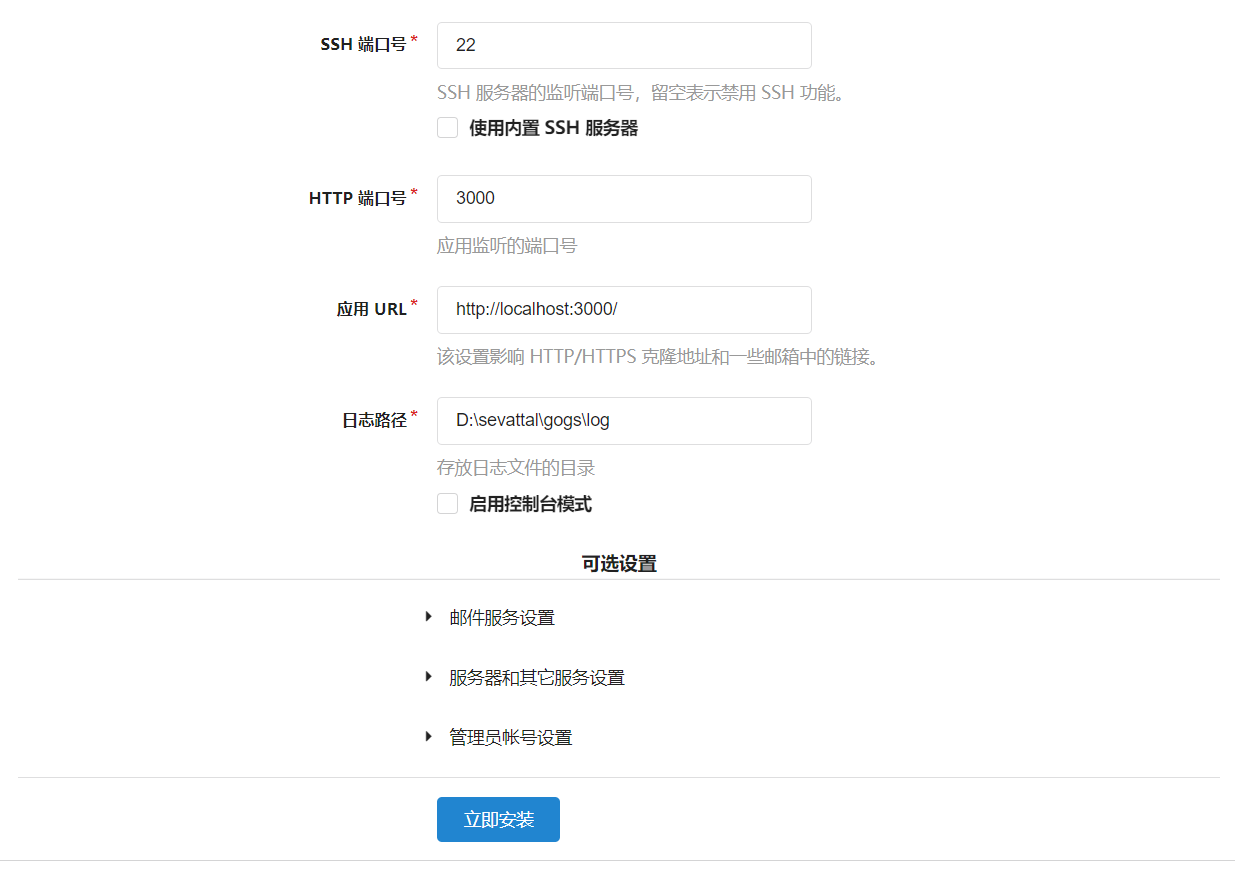 SSH 端口号*
22
SSH 服务器的监听端口号，留空表示禁用 SSH 功能。
使用内置 SSH 服务器
HTTP 端口号*
3000
应用监听的端口号
应用 URL*
http://localhost:3000/
该设置影响 HTTP/HTTPS 克隆地址和一些邮箱中的链接。
日志路径*
D:\sevattal\gogs\log
存放日志文件的目录
启用控制台模式
可选设置
邮件服务设置
服务器和其它服务设置
管理员帐号设置
立即安装